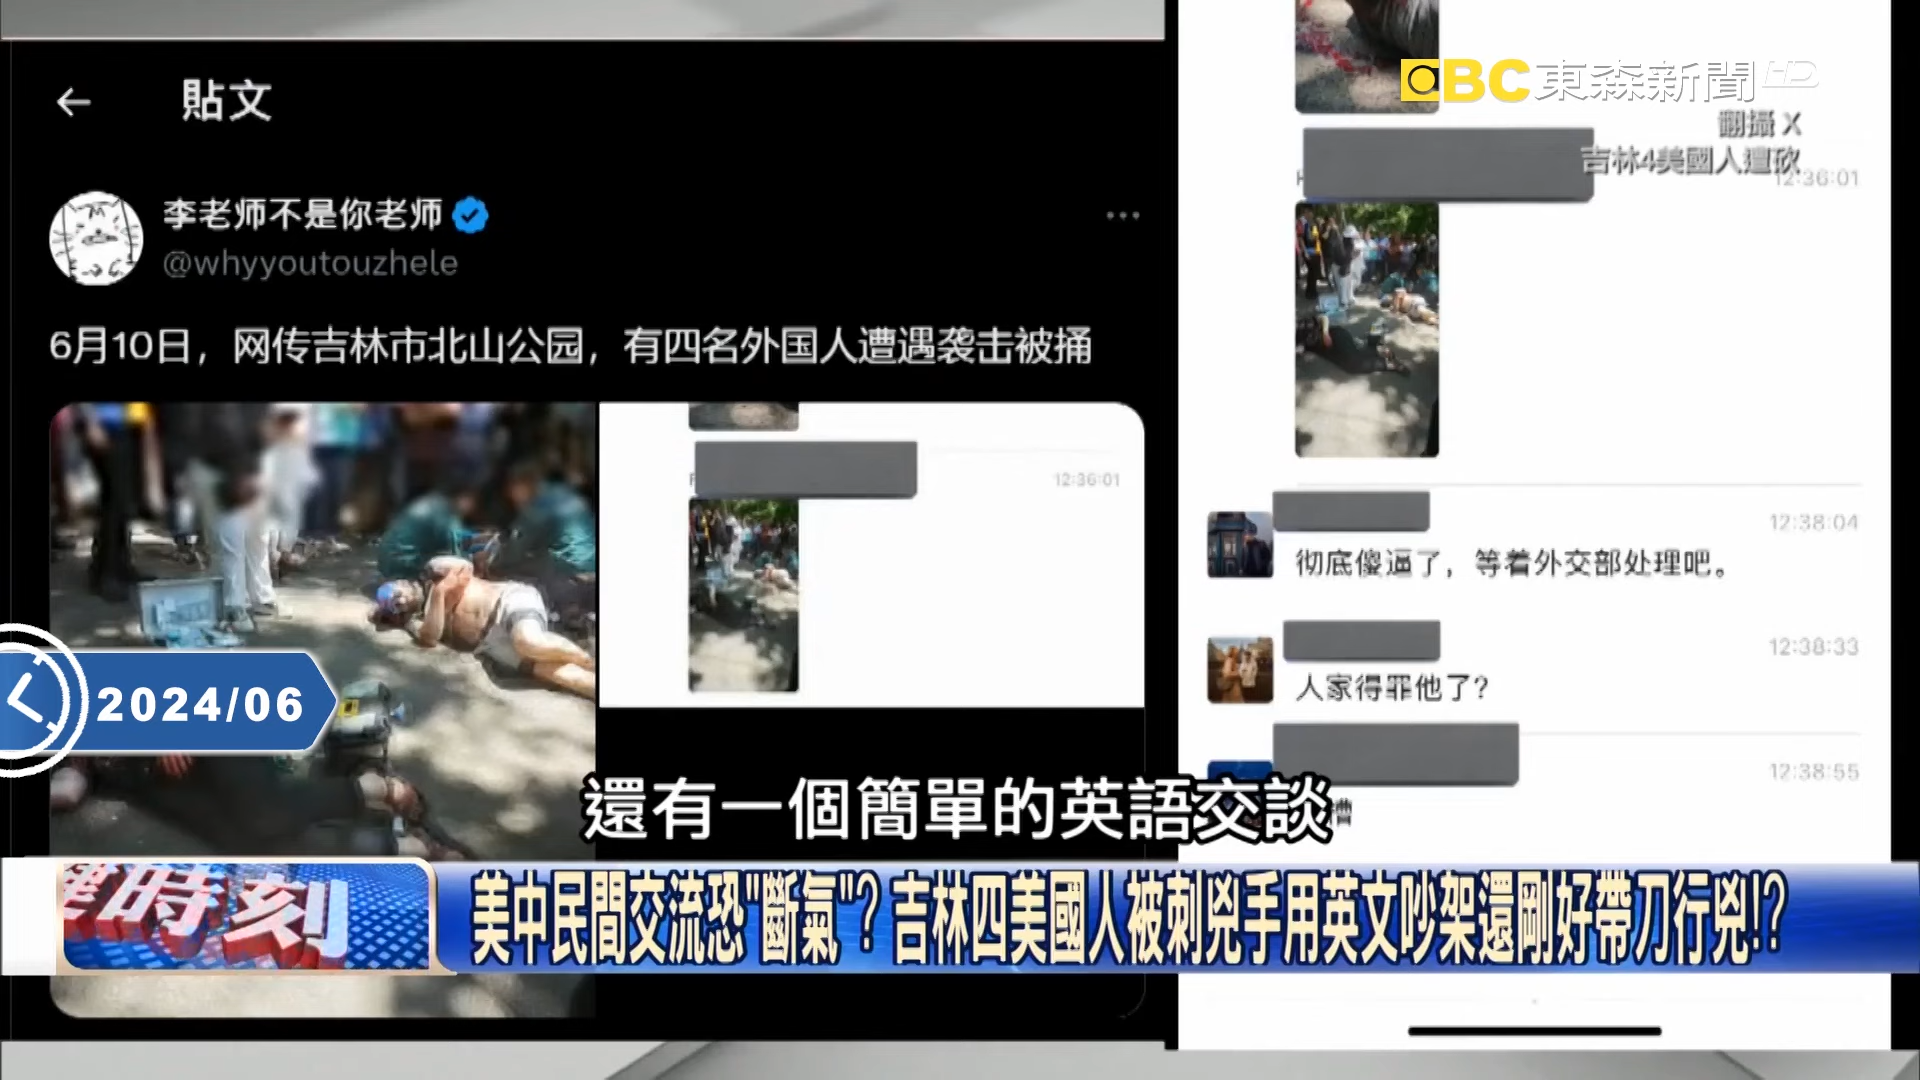 貼文
李老师不是你老师
@whyyoutouzhele
6月10日，网传吉林市北山公园，有四名外国人遭遇袭击被捅
12:36:01
EBC 東森新聞 HD
翻攝 X
吉林4美國人遭砍
12:36:01
12:38:04
彻底傻逼了，等着外交部处理吧。
12:38:33
人家得罪他了？
12:38:55
2024/06
還有一個簡單的英語交談
時刻
美中民間交流恐"斷氣"？吉林四美國人被刺兇手用英文吵架還剛好帶刀行兇!?